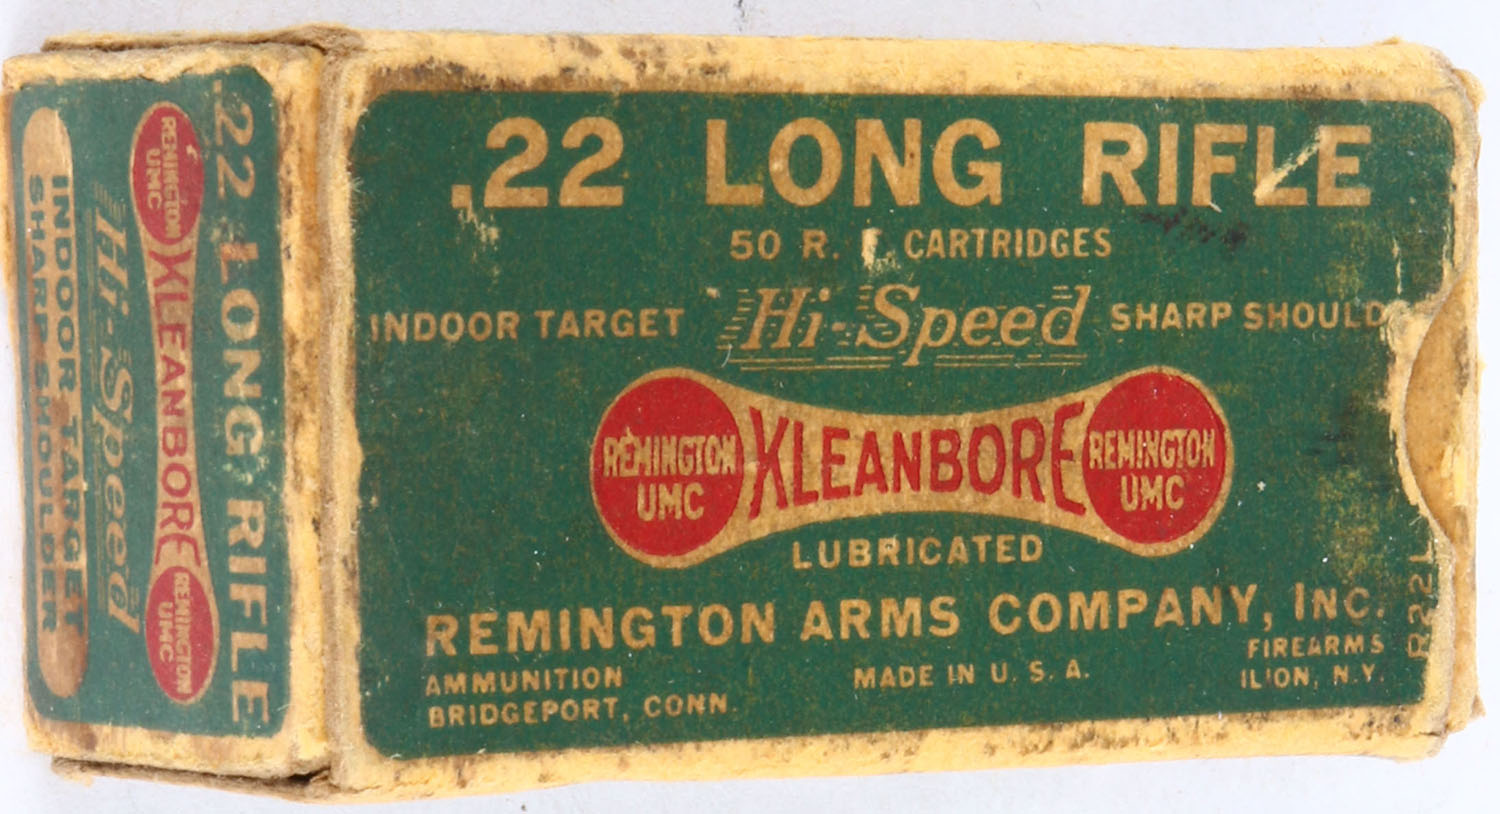 .22 LONG RIFLE
50 R. F. CARTRIDGES
INDOOR TARGET Hi-Speed SHARP SHOULD
REMINGTON UMC KLEANBORE REMINGTON UMC
LUBRICATED
REMINGTON ARMS COMPANY, INC.
AMMUNITION
BRIDGEPORT, CONN.
MADE IN U. S. A.
FIREARMS
ILION, N.Y.
R22L
.22 LONG RIFLE
REMINGTON UMC KLEANBORE REMINGTON UMC
Hi-Speed
INDOOR TARGET
SHARP SHOULDER